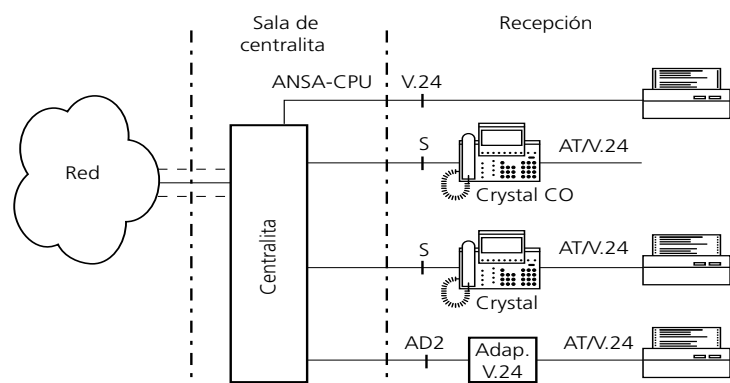 Sala de
centralita
Recepción
ANSA-CPU
V.24
Red
S
AT/V.24
Crystal CO
Centralita
S
AT/V.24
Crystal
AD2
Adap.
V.24
AT/V.24